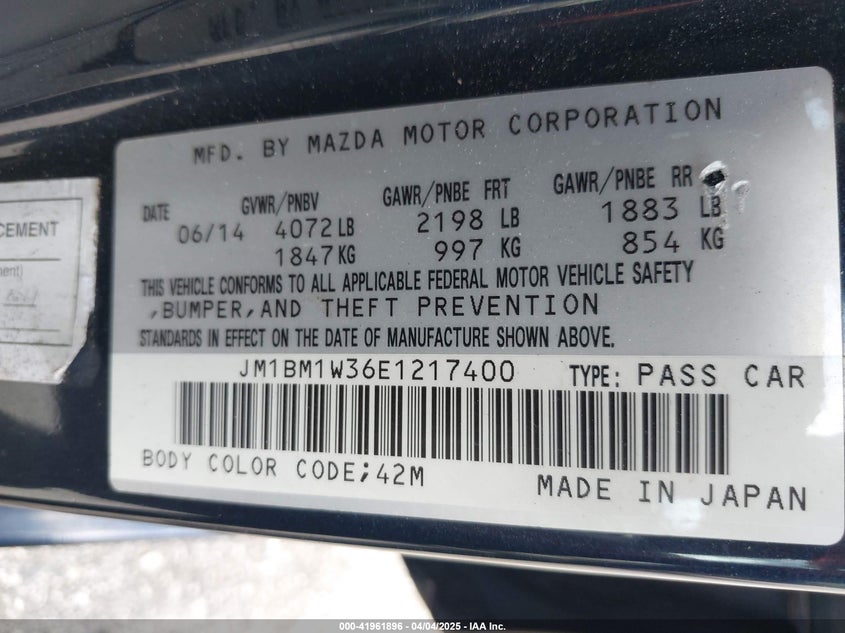 MFD. BY MAZDA MOTOR CORPORATION
DATE GVWR/PNBV GAWR/PNBE FRT GAWR/PNBE RR
06/14 4072 LB 2198 LB 1883 LB
1847 KG 997 KG 854 KG
THIS VEHICLE CONFORMS TO ALL APPLICABLE FEDERAL MOTOR VEHICLE SAFETY
,BUMPER,AND THEFT PREVENTION
STANDARDS IN EFFECT ON THE DATE OF MANUFACTURE SHOWN ABOVE.
JM1BM1W36E1217400 TYPE: PASS CAR
BODY COLOR CODE;42M
MADE IN JAPAN
CEMENT
000-41961896 - 04/04/2025 - IAA Inc.